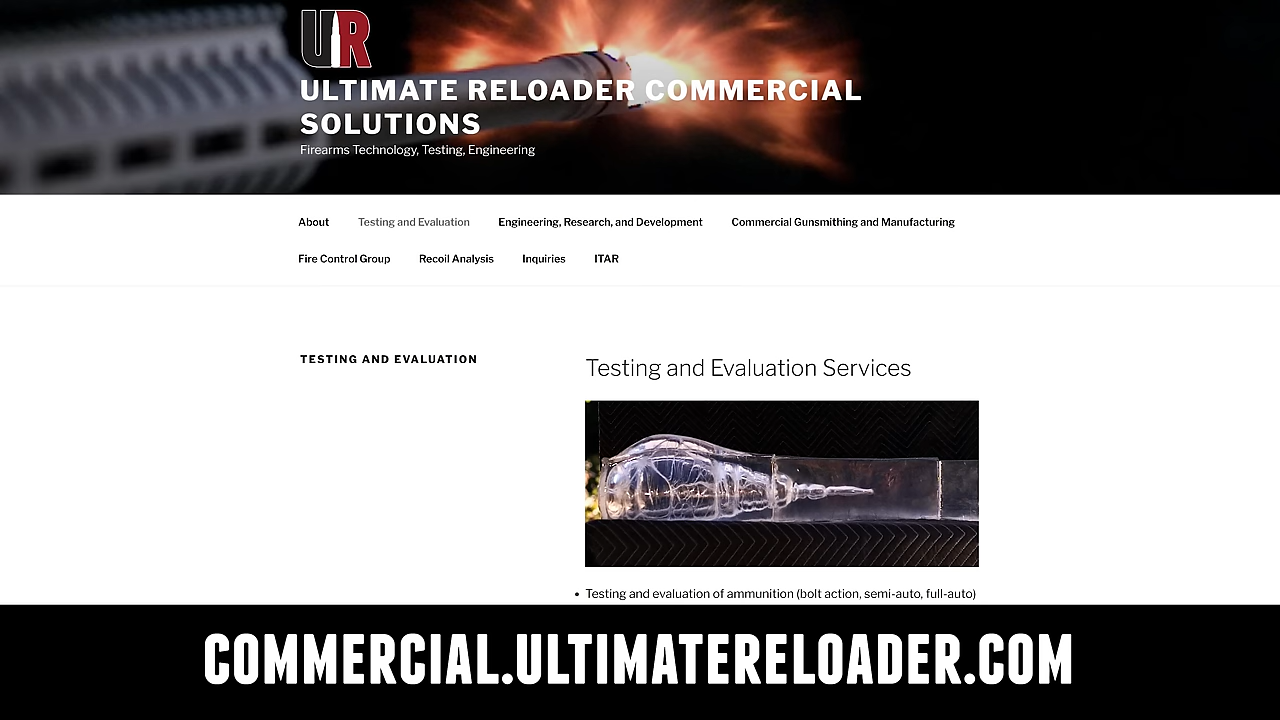 UR
ULTIMATE RELOADER COMMERCIAL
SOLUTIONS
Firearms Technology, Testing, Engineering
About Testing and Evaluation Engineering, Research, and Development Commercial Gunsmithing and Manufacturing
Fire Control Group Recoil Analysis Inquiries ITAR
TESTING AND EVALUATION
Testing and Evaluation Services
• Testing and evaluation of ammunition (bolt action, semi-auto, full-auto)
COMMERCIAL.ULTIMATERELOADER.COM